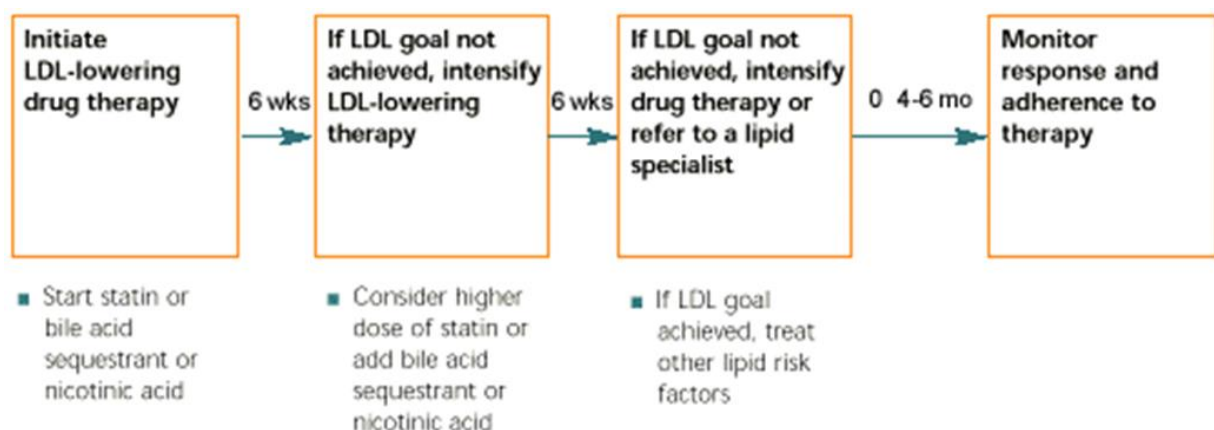 Initiate
LDL-lowering
drug therapy
6 wks
If LDL goal not
achieved, intensify
LDL-lowering
therapy
6 wks
If LDL goal not
achieved, intensify
drug therapy or
refer to a lipid
specialist
0 4-6 mo
Monitor
response and
adherence to
therapy
■ Start statin or
bile acid
sequestrant or
nicotinic acid
■ Consider higher
dose of statin or
add bile acid
sequestrant or
nicotinic acid
■ If LDL goal
achieved, treat
other lipid risk
factors